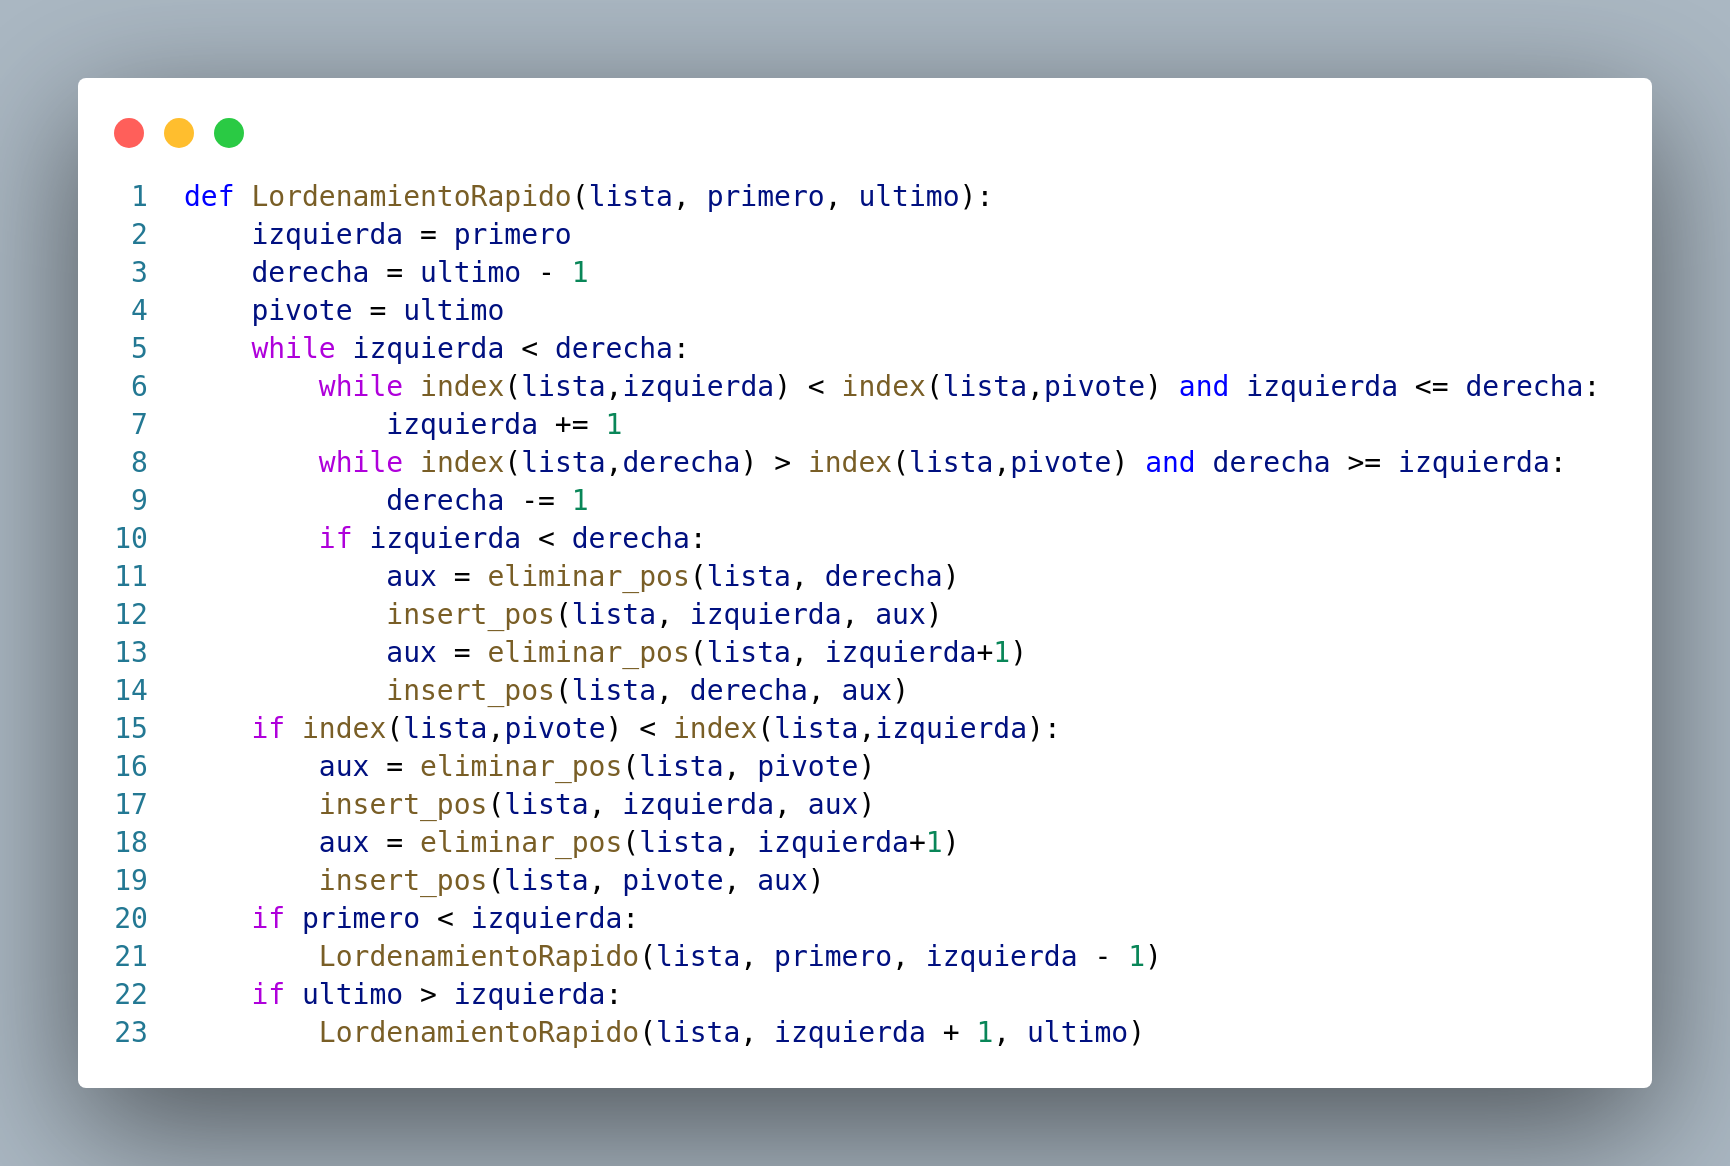 1 def LordenamientoRapido(lista, primero, ultimo):
2     izquierda = primero
3     derecha = ultimo - 1
4     pivote = ultimo
5     while izquierda < derecha:
6         while index(lista,izquierda) < index(lista,pivote) and izquierda <= derecha:
7             izquierda += 1
8         while index(lista,derecha) > index(lista,pivote) and derecha >= izquierda:
9             derecha -= 1
10         if izquierda < derecha:
11             aux = eliminar_pos(lista, derecha)
12             insert_pos(lista, izquierda, aux)
13             aux = eliminar_pos(lista, izquierda+1)
14             insert_pos(lista, derecha, aux)
15     if index(lista,pivote) < index(lista,izquierda):
16         aux = eliminar_pos(lista, pivote)
17         insert_pos(lista, izquierda, aux)
18         aux = eliminar_pos(lista, izquierda+1)
19         insert_pos(lista, pivote, aux)
20     if primero < izquierda:
21         LordenamientoRapido(lista, primero, izquierda - 1)
22     if ultimo > izquierda:
23         LordenamientoRapido(lista, izquierda + 1, ultimo)